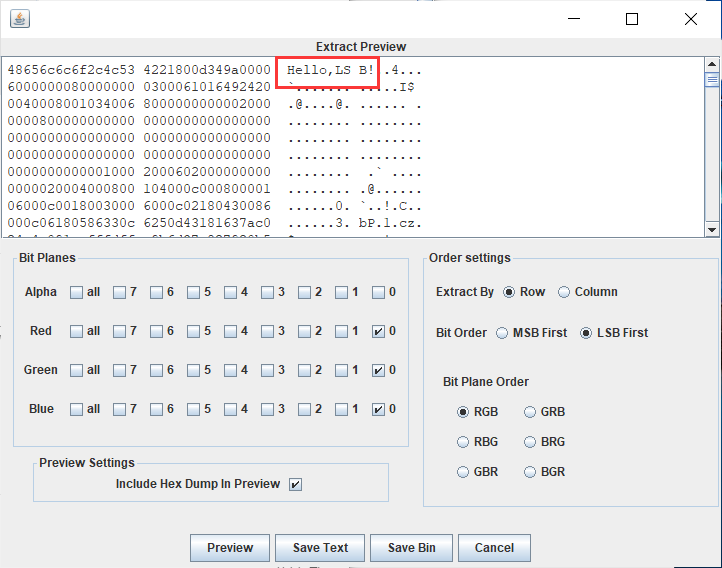 Extract Preview
48656c6c6f2c4c53 4221800d349a0000 Hello,LS B!..4...
6000000080000000 0300061016492420 `....... .....I$
0040008001034006 8000000000002000 .@....@. ...... .
0000800000000000 0000000000000000 ........ ........
0000000000000000 0000000000000000 ........ ........
0000000000000000 0000000000000000 ........ ........
0000000000001000 2000602000000000 ........ .` ....
0000020004000800 104000c000800001 ........ .@......
06000c0018003000 6000c02180430086 ......0. `..!.C..
000c06180586330c 6250d43181637ac0 ......3. bP.1.cz.
Bit Planes
Alpha all 7 6 5 4 3 2 1 0
Red all 7 6 5 4 3 2 1 0
Green all 7 6 5 4 3 2 1 0
Blue all 7 6 5 4 3 2 1 0
Preview Settings
Include Hex Dump In Preview
Order settings
Extract By Row Column
Bit Order MSB First LSB First
Bit Plane Order
RGB GRB
RBG BRG
GBR BGR
Preview Save Text Save Bin Cancel